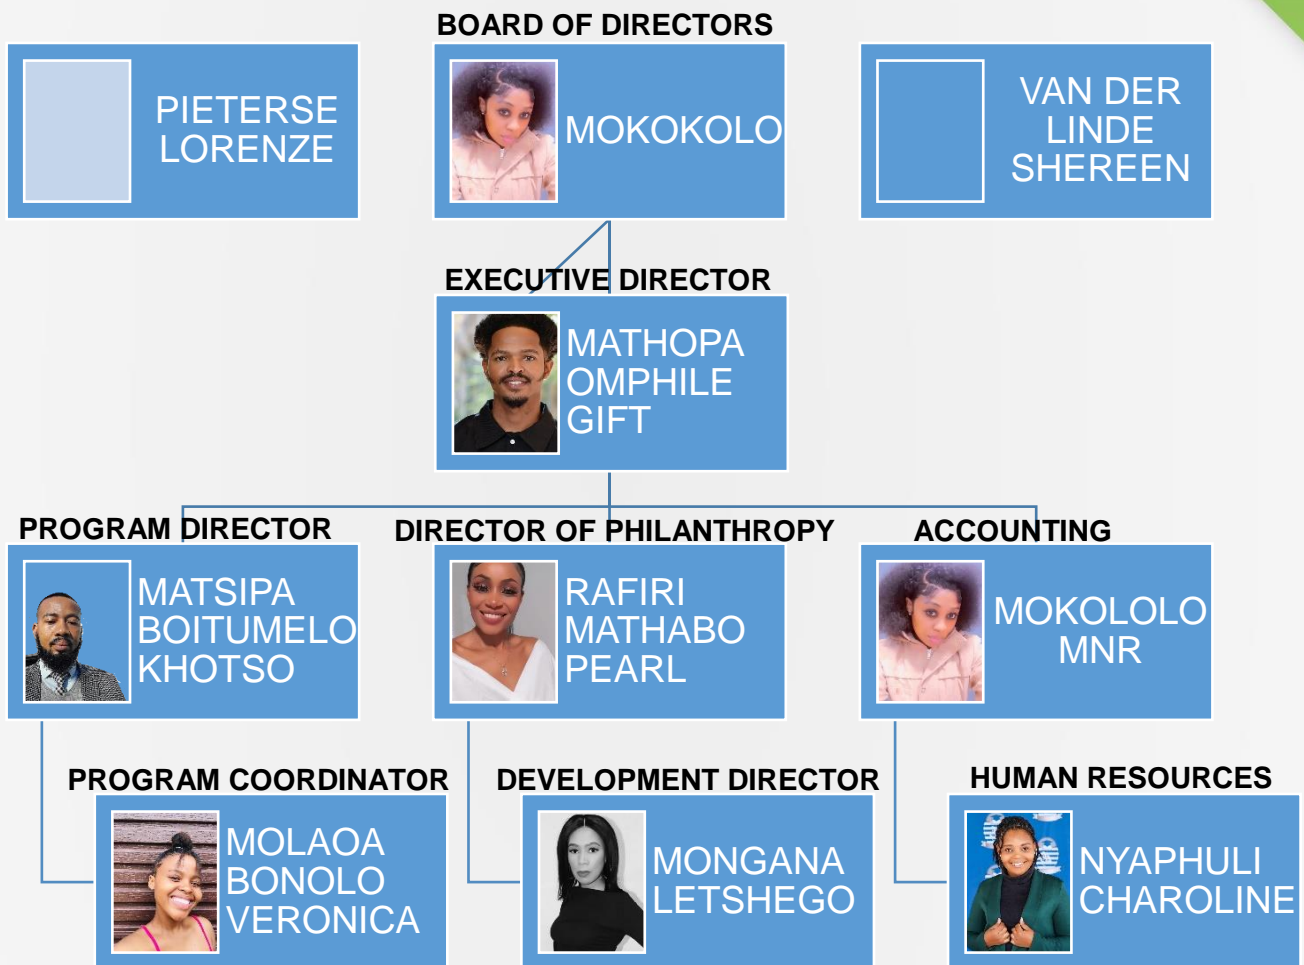 BOARD OF DIRECTORS
PIETERSE
LORENZE
MOKOKOLO
VAN DER
LINDE
SHEREEN
EXECUTIVE DIRECTOR
MATHOPA
OMPHILE
GIFT
PROGRAM DIRECTOR
MATSIPA
BOITUMELO
KHOTSO
DIRECTOR OF PHILANTHROPY
RAFIRI
MATHABO
PEARL
ACCOUNTING
MOKOLOLO
MNR
PROGRAM COORDINATOR
MOLAOA
BONOLO
VERONICA
DEVELOPMENT DIRECTOR
MONGANA
LETSHEGO
HUMAN RESOURCES
NYAPHULI
CHAROLINE